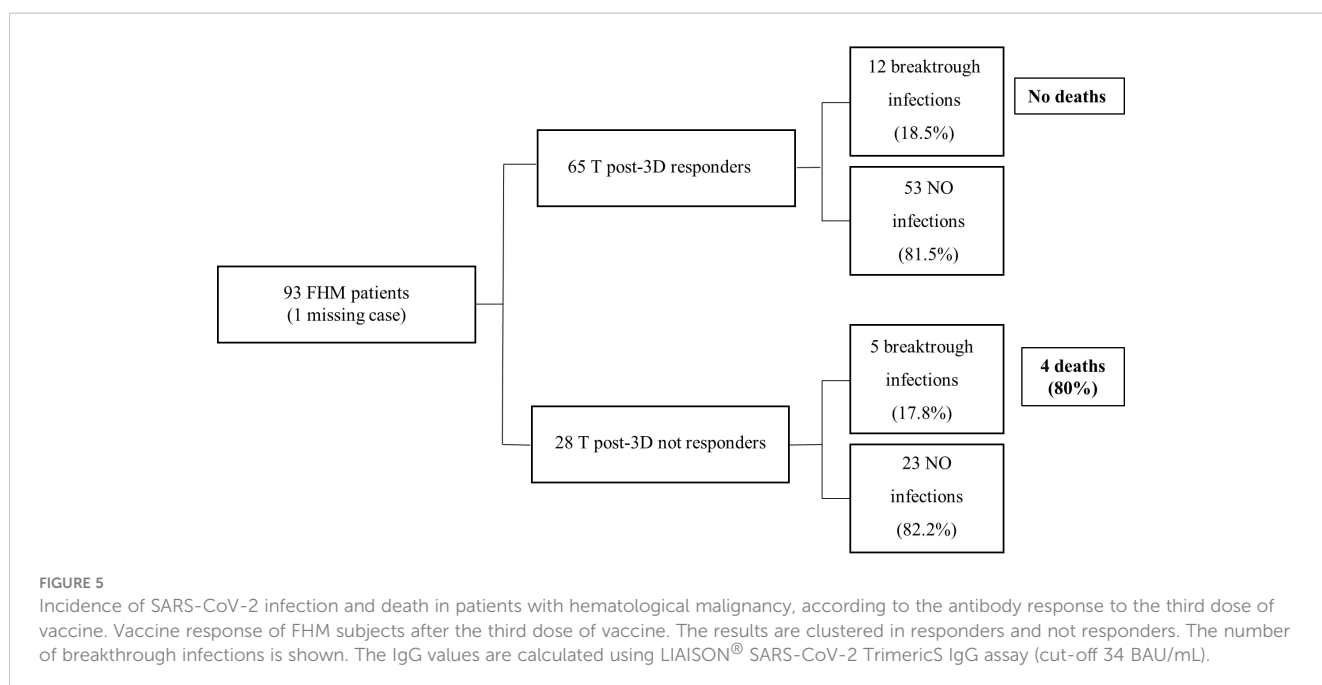 12 breaktrough
infections
(18.5%)
No deaths
65 T post-3D responders
53 NO
infections
(81.5%)
93 FHM patients
(1 missing case)
5 breaktrough
infections
(17.8%)
4 deaths
(80%)
28 T post-3D not responders
23 NO
infections
(82.2%)
FIGURE 5
Incidence of SARS-CoV-2 infection and death in patients with hematological malignancy, according to the antibody response to the third dose of
vaccine. Vaccine response of FHM subjects after the third dose of vaccine. The results are clustered in responders and not responders. The number
of breakthrough infections is shown. The IgG values are calculated using LIAISON® SARS-CoV-2 TrimericS IgG assay (cut-off 34 BAU/mL).